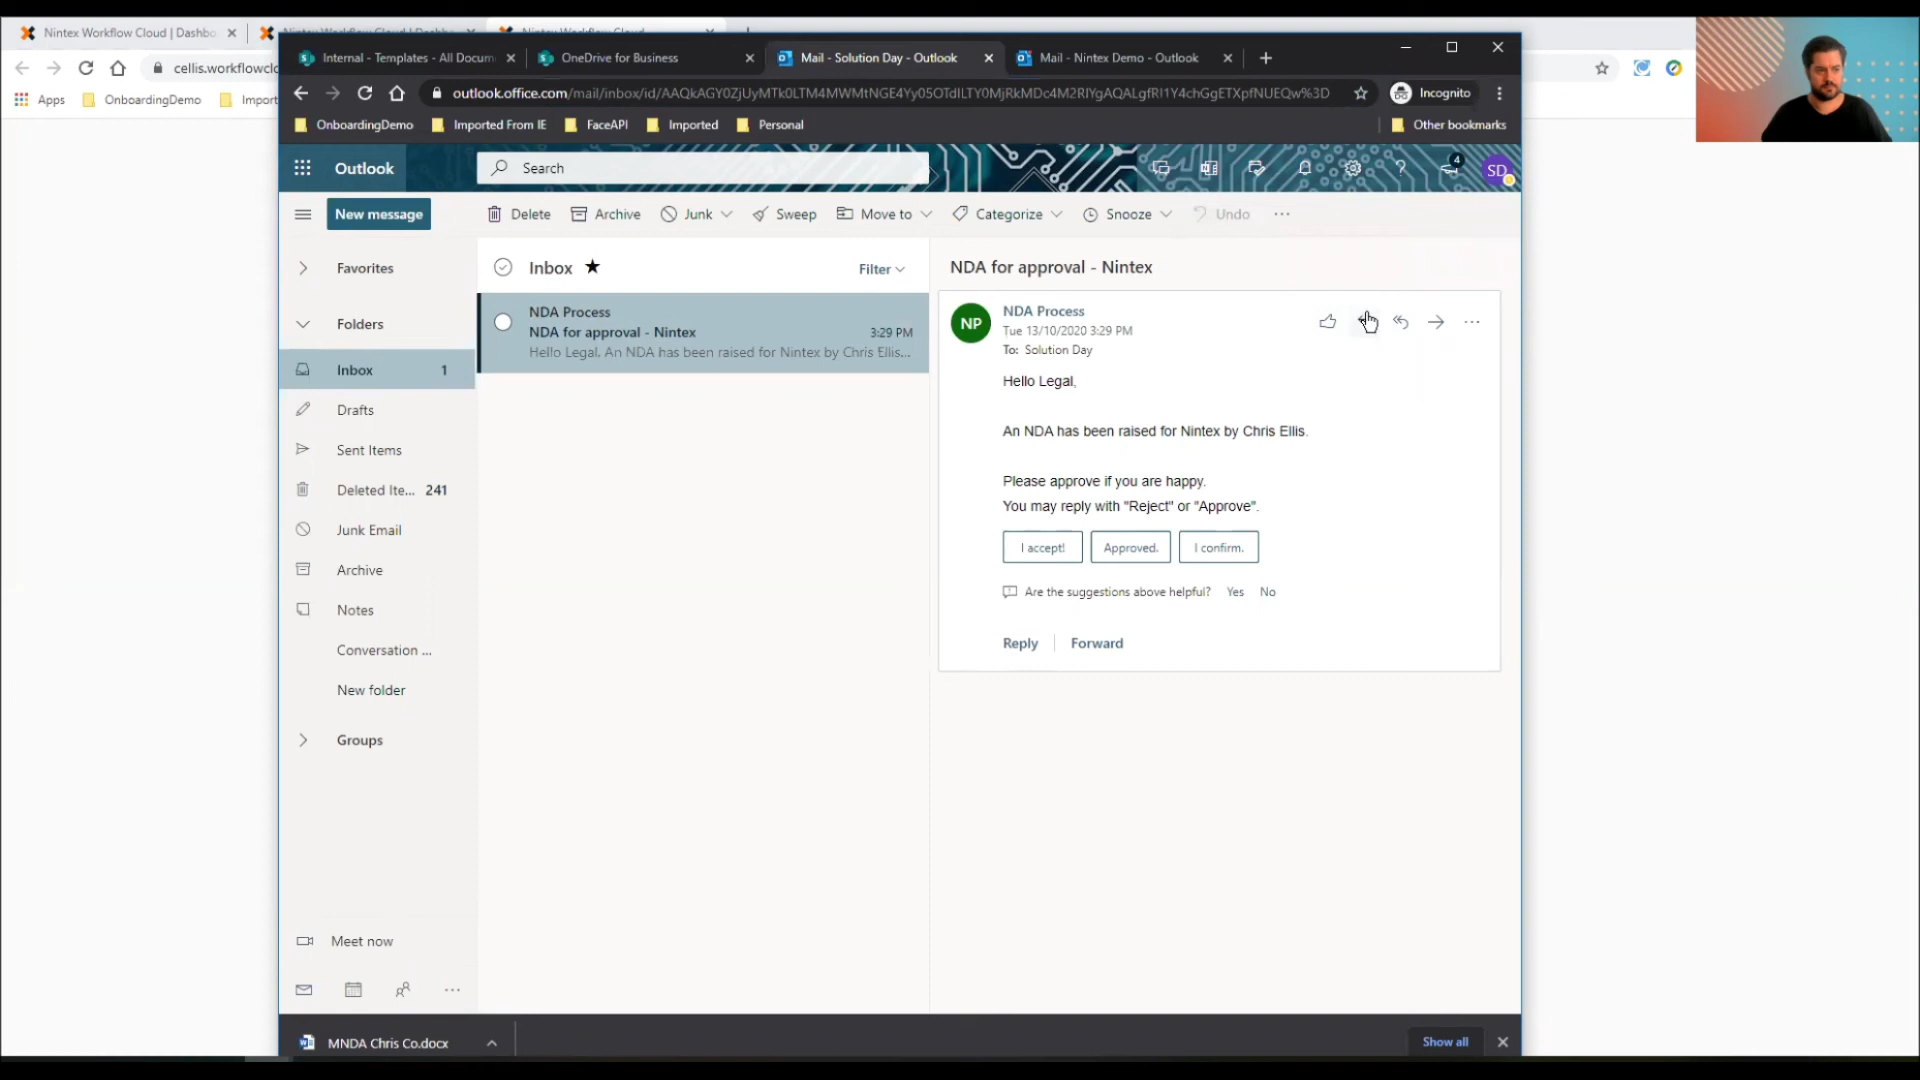 Nintex Workflow Cloud | Dashbo
Internal - Templates - All Docum
OneDrive for Business
Mail - Solution Day - Outlook
Mail - Nintex Demo - Outlook
cellis.workflowclo
outlook.office.com/mail/inbox/id/AAQkAGY0ZjUyMTk0LTM4MWMtNGE4Yy05OTdlLTY0MjRkMDc4M2RlYgAQALgfRI1Y4chGgETXpfNUEQw%3D
Incognito
Apps
OnboardingDemo
Import
OnboardingDemo
Imported From IE
FaceAPI
Imported
Personal
Other bookmarks
Outlook
Search
4
SD
New message
Delete
Archive
Junk
Sweep
Move to
Categorize
Snooze
Undo
Favorites
Folders
Inbox 1
Drafts
Sent Items
Deleted Ite... 241
Junk Email
Archive
Notes
Conversation ...
New folder
Groups
Meet now
Inbox
Filter
NDA Process
NDA for approval - Nintex
3:29 PM
Hello Legal. An NDA has been raised for Nintex by Chris Ellis...
NDA for approval - Nintex
NP
NDA Process
Tue 13/10/2020 3:29 PM
To: Solution Day
Hello Legal,
An NDA has been raised for Nintex by Chris Ellis.
Please approve if you are happy.
You may reply with "Reject" or "Approve".
I accept!
Approved.
I confirm.
Are the suggestions above helpful? Yes No
Reply
Forward
MNDA Chris Co.docx
Show all